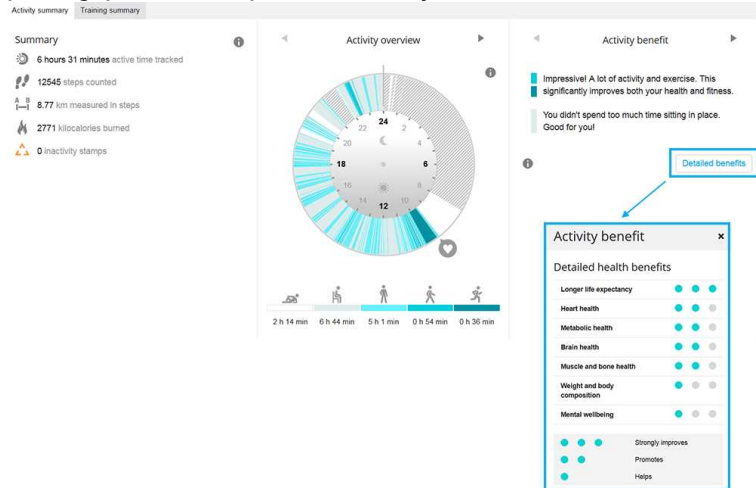 Activity summary
Training summary
Summary
6 hours 31 minutes active time tracked
12545 steps counted
A B
8.77 km measured in steps
2771 kilocalories burned
0 inactivity stamps
Activity overview
24
2
4
6
8
10
12
14
16
18
20
22
2 h 14 min
6 h 44 min
5 h 1 min
0 h 54 min
0 h 36 min
Activity benefit
Impressive! A lot of activity and exercise. This
significantly improves both your health and fitness.
You didn't spend too much time sitting in place.
Good for you!
Detailed benefits
Activity benefit
×
Detailed health benefits
Longer life expectancy
Heart health
Metabolic health
Brain health
Muscle and bone health
Weight and body
composition
Mental wellbeing
Strongly improves
Promotes
Helps